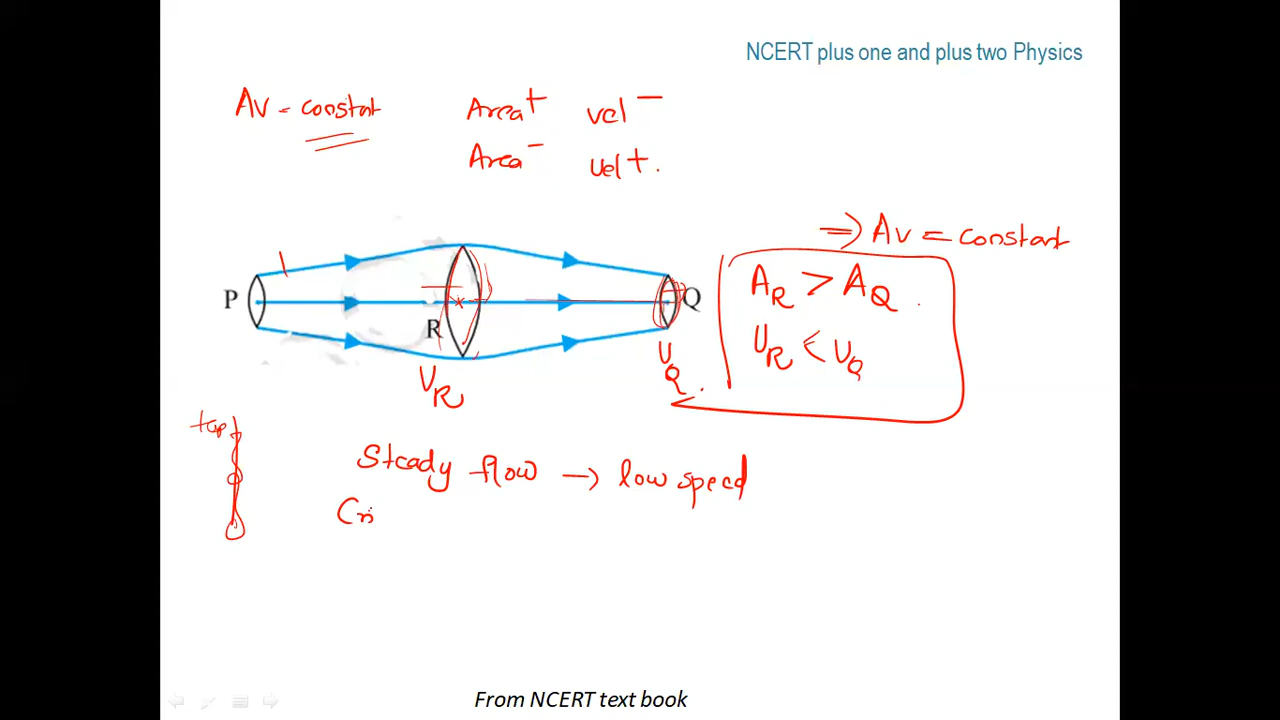 NCERT plus one and plus two Physics
Av = constant
Area + vel −
Area − vel + .
⇒ Av = constant
P
R
Q
A_R > A_Q .
v_R < v_Q
v_R
v_Q .
tap
Steady flow → low speed
Cri
From NCERT text book